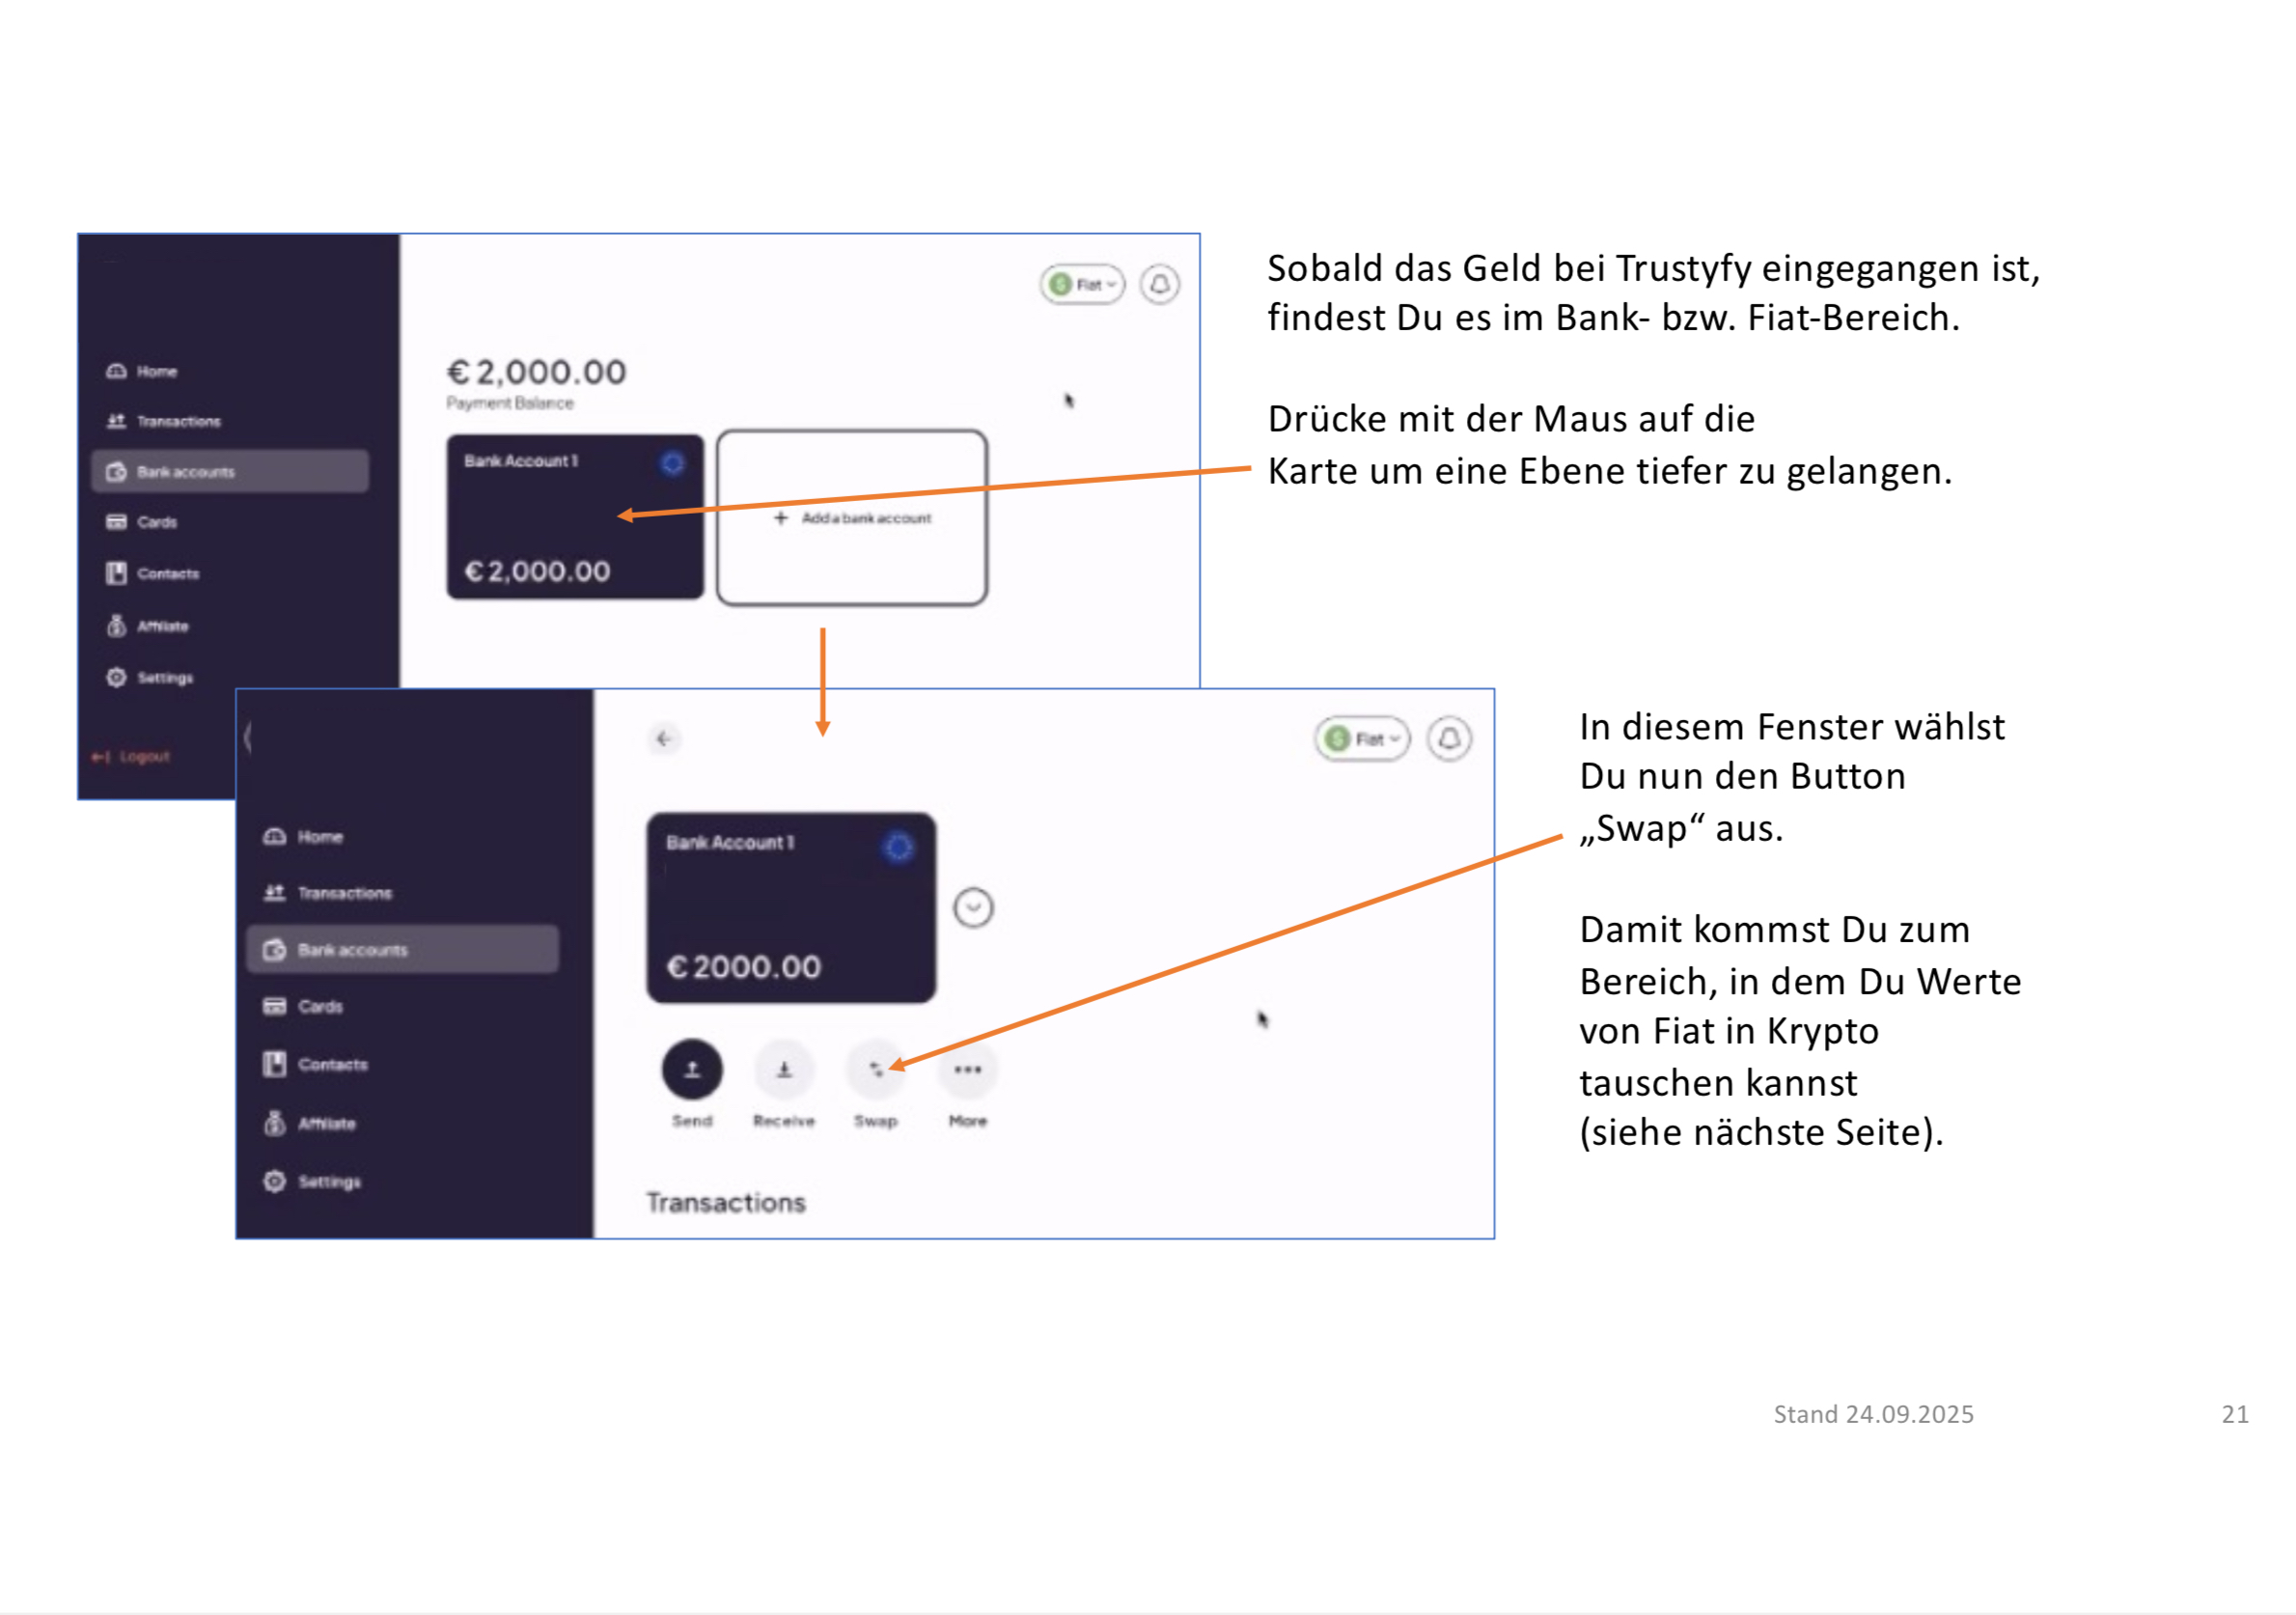 Fiat
€ 2,000.00
Payment Balance
Home
Transactions
Bank accounts
Cards
Contacts
Affiliate
Settings
Logout
Bank Account 1
€ 2,000.00
+ Add a bank account
Sobald das Geld bei Trustyfy eingegangen ist,
findest Du es im Bank- bzw. Fiat-Bereich.
Drücke mit der Maus auf die
Karte um eine Ebene tiefer zu gelangen.
Fiat
Home
Transactions
Bank accounts
Cards
Contacts
Affiliate
Settings
Bank Account 1
€ 2000.00
Send
Receive
Swap
More
Transactions
In diesem Fenster wählst
Du nun den Button
„Swap“ aus.
Damit kommst Du zum
Bereich, in dem Du Werte
von Fiat in Krypto
tauschen kannst
(siehe nächste Seite).
Stand 24.09.2025
21